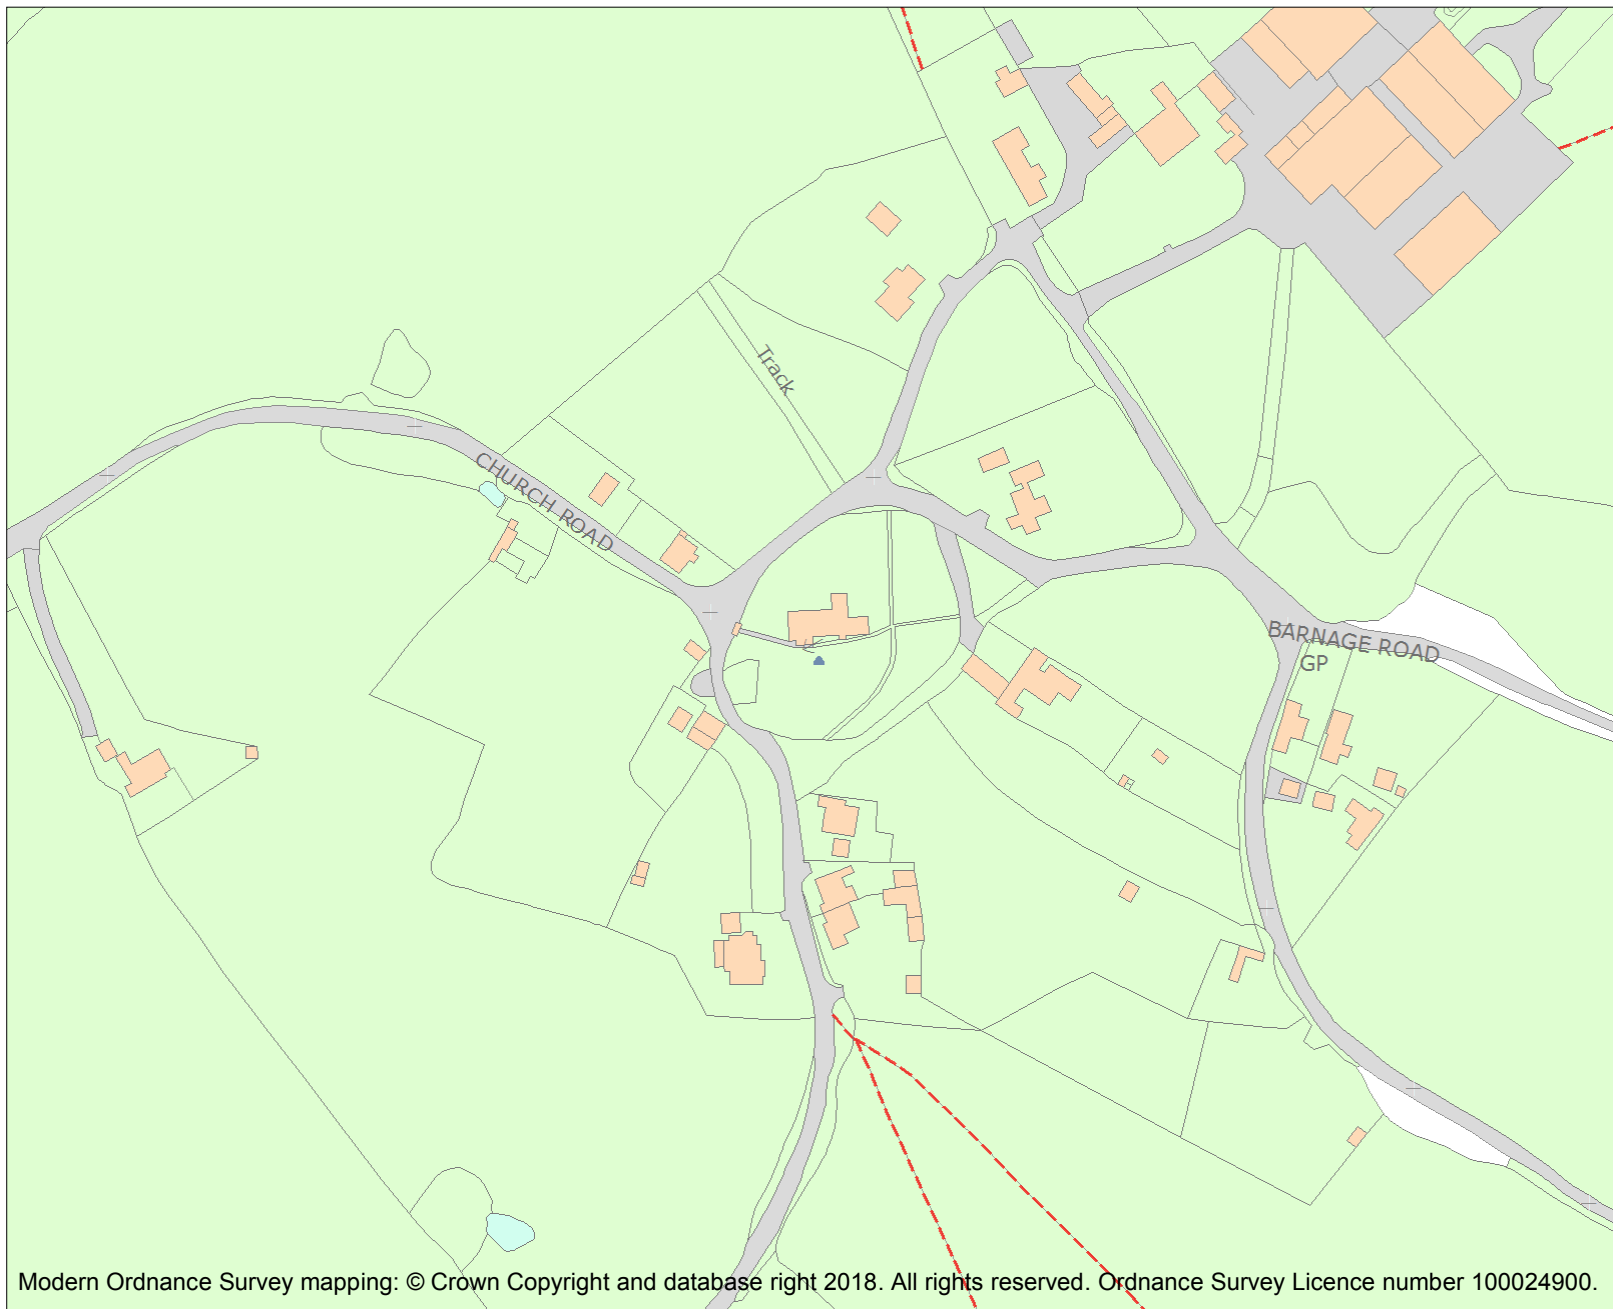 Track
CHURCH ROAD
BARNAGE ROAD
GP
Modern Ordnance Survey mapping: © Crown Copyright and database right 2018. All rights reserved. Ordnance Survey Licence number 100024900.